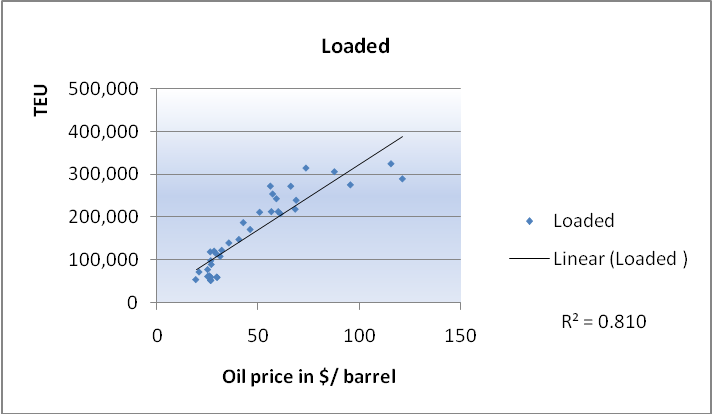 Loaded
TEU
500,000
400,000
300,000
200,000
100,000
0
0 50 100 150
Oil price in $/ barrel
Loaded
Linear (Loaded )
R² = 0.810